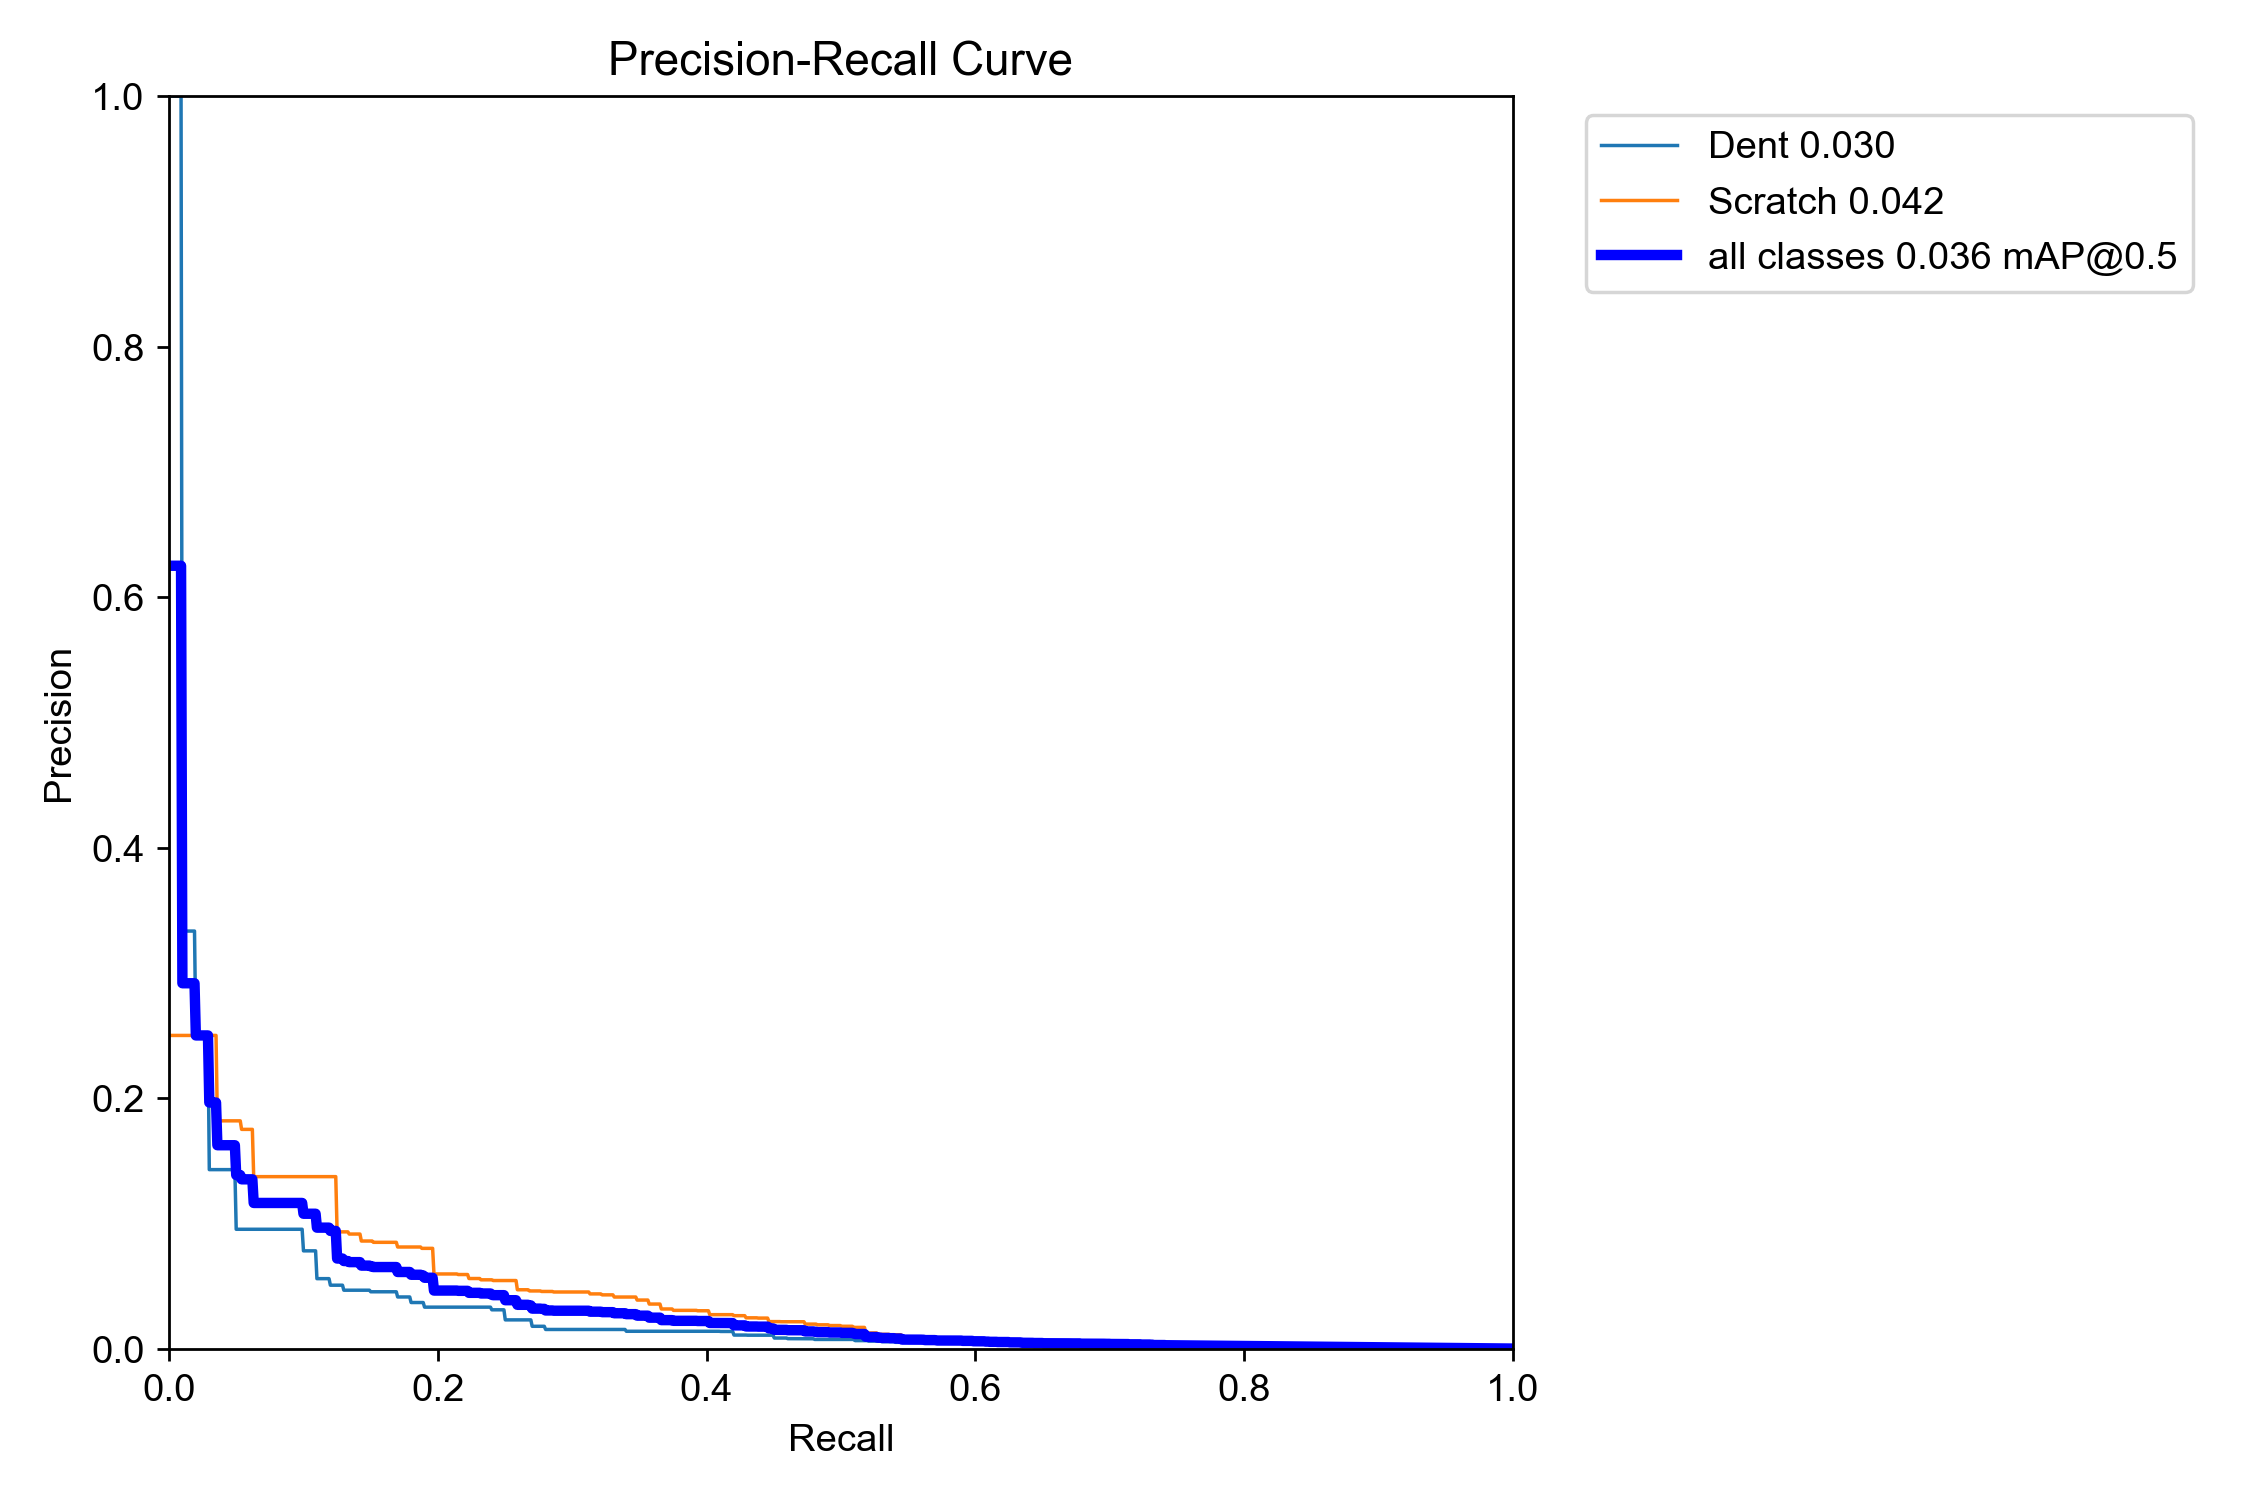 Precision-Recall Curve
1.0
0.8
0.6
0.4
0.2
0.0
Precision
0.0 0.2 0.4 0.6 0.8 1.0
Recall
Dent 0.030
Scratch 0.042
all classes 0.036 mAP@0.5